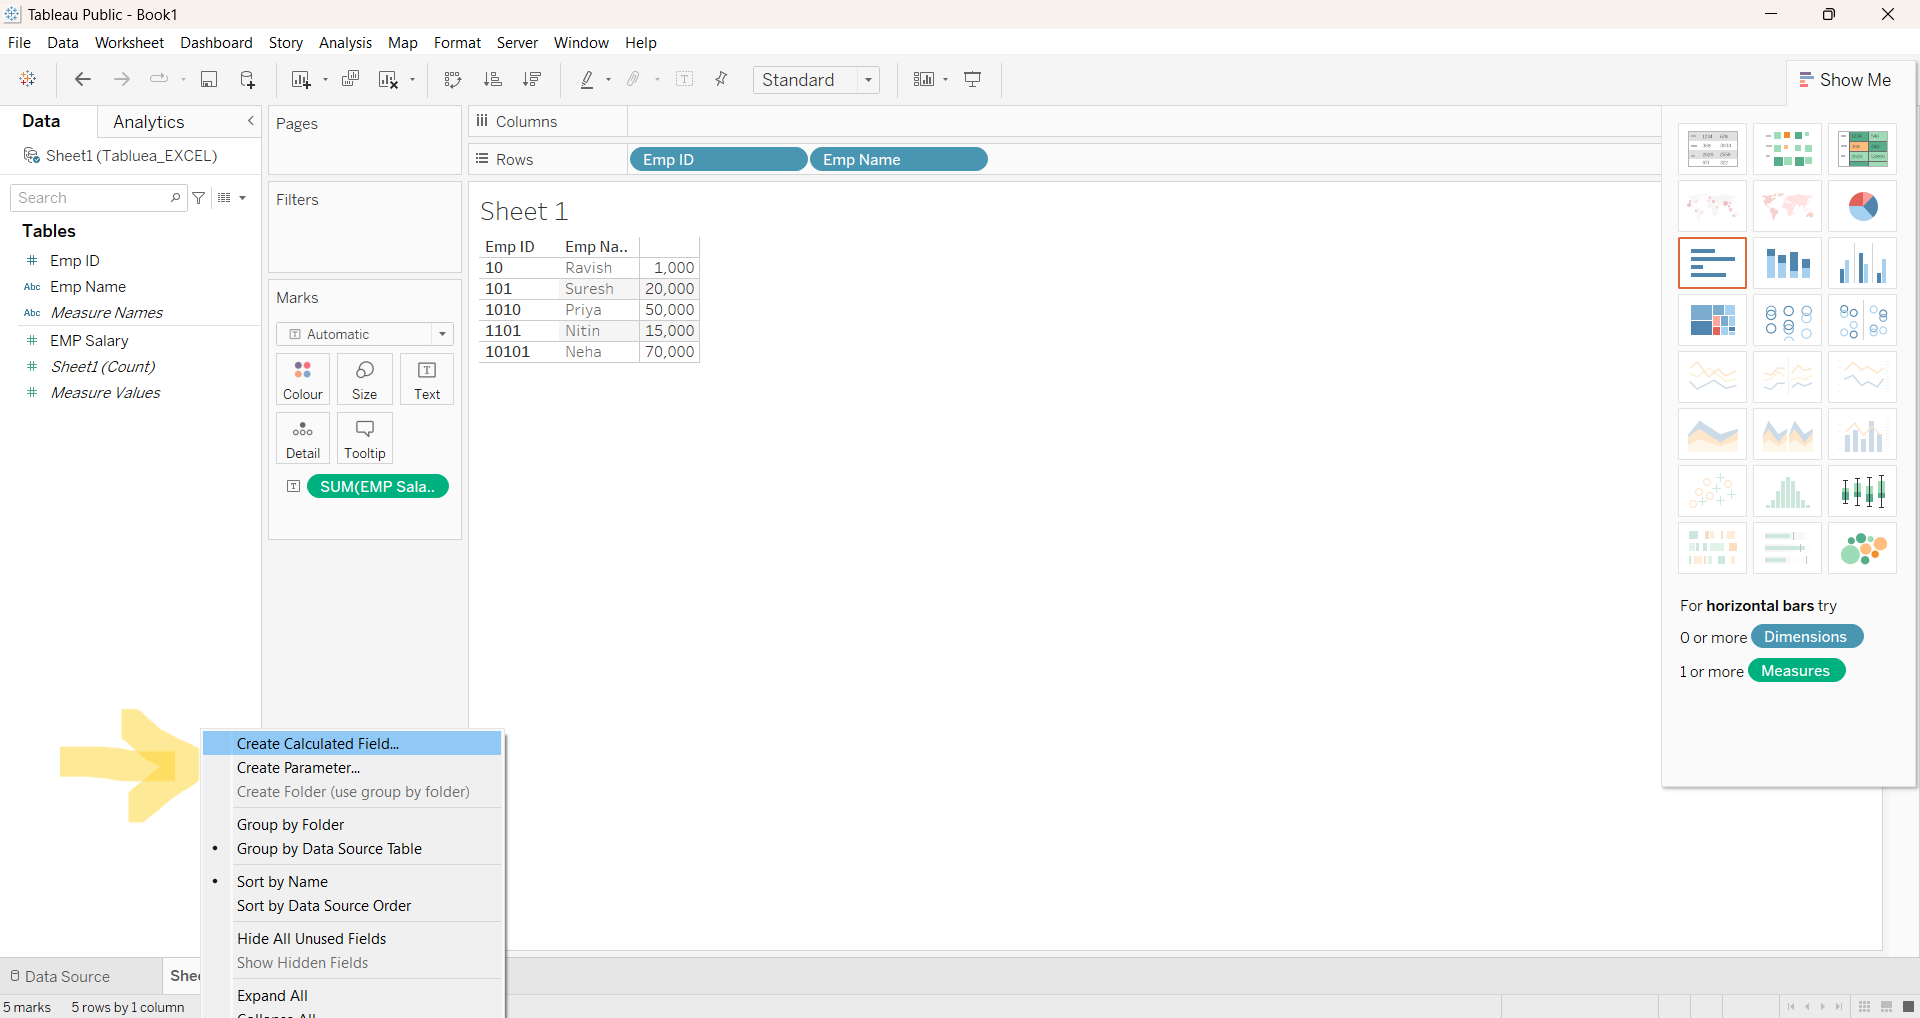 Tableau Public - Book1
File Data Worksheet Dashboard Story Analysis Map Format Server Window Help
Standard
Show Me
Data Analytics
Sheet1 (Tabluea_EXCEL)
Search
Tables
Emp ID
Abc Emp Name
Abc Measure Names
EMP Salary
Sheet1 (Count)
Measure Values
Pages
Filters
Marks
Automatic
Colour Size Text
Detail Tooltip
SUM(EMP Sala..
Columns
Rows Emp ID Emp Name
Sheet 1
Emp ID Emp Na..
10 Ravish 1,000
101 Suresh 20,000
1010 Priya 50,000
1101 Nitin 15,000
10101 Neha 70,000
For horizontal bars try
0 or more Dimensions
1 or more Measures
Create Calculated Field...
Create Parameter...
Create Folder (use group by folder)
Group by Folder
Group by Data Source Table
Sort by Name
Sort by Data Source Order
Hide All Unused Fields
Show Hidden Fields
Expand All
Collapse All
Data Source
5 marks 5 rows by 1 column